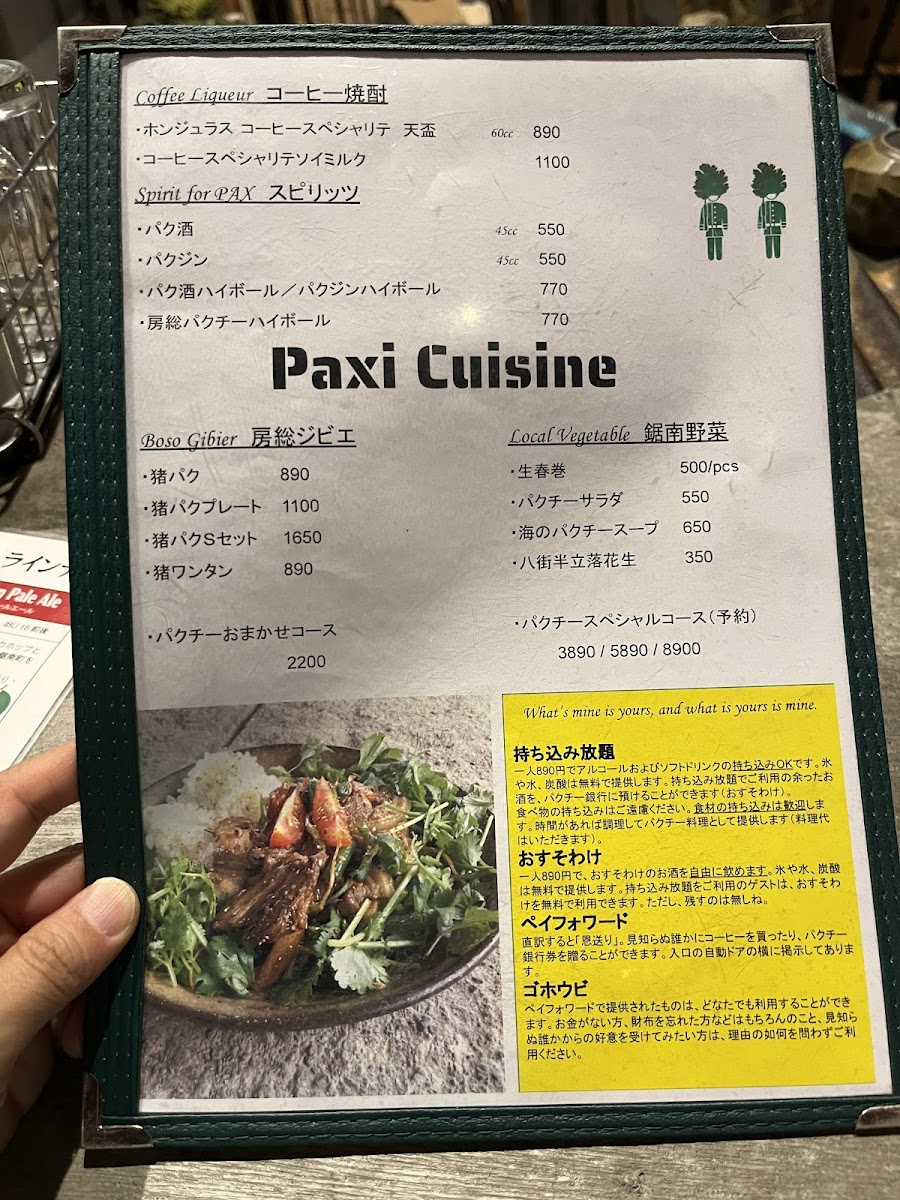 Coffee Liqueur コーヒー焼酎
・ホンジュラス コーヒースペシャリテ 天盃 60cc 890
・コーヒースペシャリテソイミルク 1100
Spirit for PAX スピリッツ
・パク酒 45cc 550
・パクジン 45cc 550
・パク酒ハイボール／パクジンハイボール 770
・房総パクチーハイボール 770
Paxi Cuisine
Boso Gibier 房総ジビエ
・猪パク 890
・猪パクプレート 1100
・猪パクSセット 1650
・猪ワンタン 890
・パクチーおまかせコース
2200
Local Vegetable 鋸南野菜
・生春巻 500/pcs
・パクチーサラダ 550
・海のパクチースープ 650
・八街半立落花生 350
・パクチースペシャルコース（予約）
3890 / 5890 / 8900
What's mine is yours, and what is yours is mine.
持ち込み放題
一人890円でアルコールおよびソフトドリンクの持ち込みOKです。氷
や水、炭酸は無料で提供します。持ち込み放題でご利用の余ったお
酒を、パクチー銀行に預けることができます（おすそわけ）。
食べ物の持ち込みはご遠慮ください。食材の持ち込みは歓迎しま
す。時間があれば調理してパクチー料理として提供します（料理代
はいただきます）。
おすそわけ
一人890円で、おすそわけのお酒を自由に飲めます。氷や水、炭酸
は無料で提供します。持ち込み放題をご利用のゲストは、おすそわ
けを無料で利用できます。ただし、残すのは無しね。
ペイフォワード
直訳すると「恩送り」。見知らぬ誰かにコーヒーを買ったり、パクチー
銀行券を贈ることができます。入口の自動ドアの横に掲示してありま
す。
ゴホウビ
ペイフォワードで提供されたものは、どなたでも利用することができ
ます。お金がない方、財布を忘れた方などはもちろんのこと、見知ら
ぬ誰かからの好意を受けてみたい方は、理由の如何を問わずご利
用ください。
ライン
Pale Ale